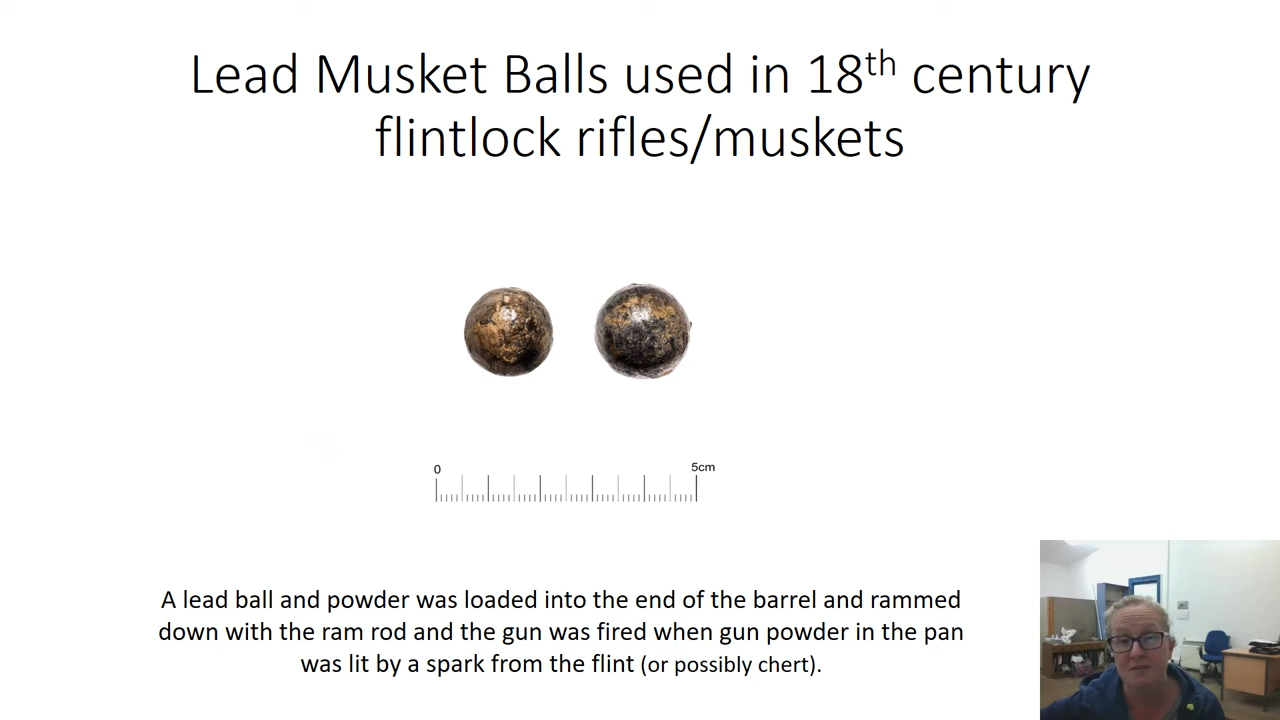 Lead Musket Balls used in 18th century
flintlock rifles/muskets
0 5cm
A lead ball and powder was loaded into the end of the barrel and rammed
down with the ram rod and the gun was fired when gun powder in the pan
was lit by a spark from the flint (or possibly chert).